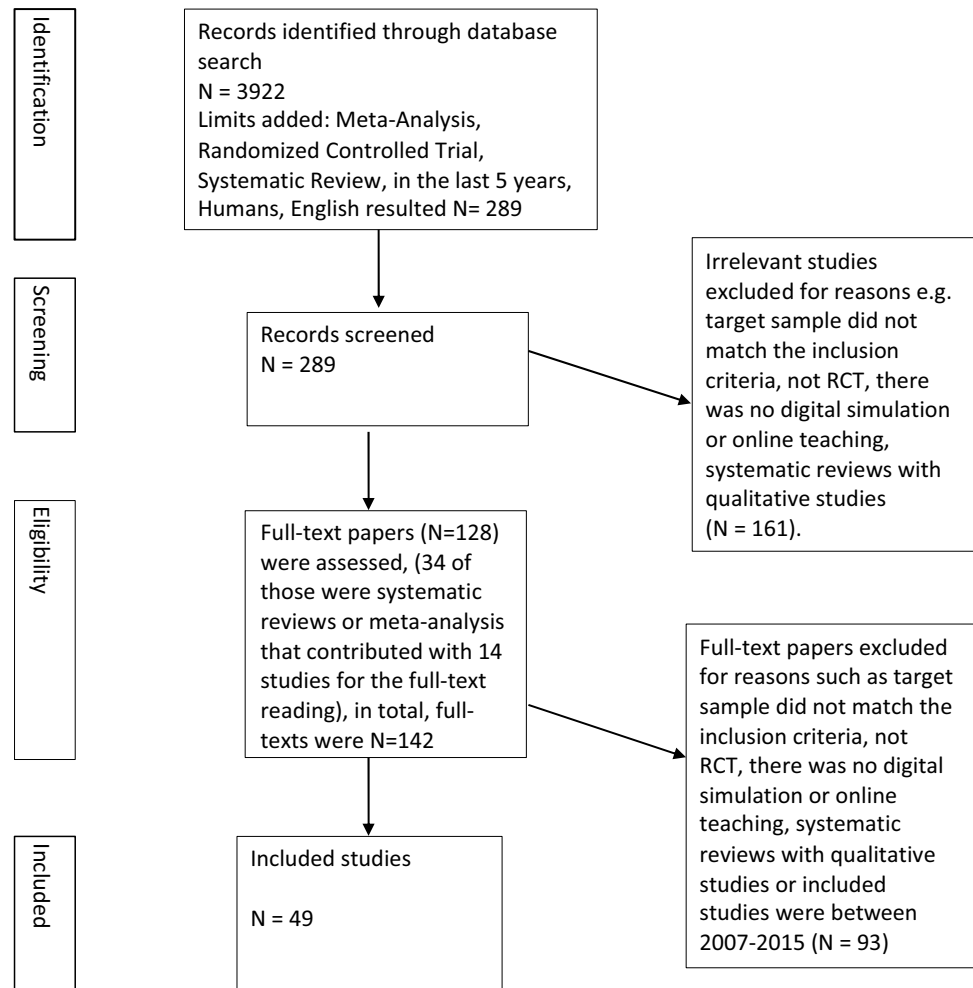 Identification
Records identified through database
search
N = 3922
Limits added: Meta-Analysis,
Randomized Controlled Trial,
Systematic Review, in the last 5 years,
Humans, English resulted N= 289
Screening
Records screened
N = 289
Irrelevant studies
excluded for reasons e.g.
target sample did not
match the inclusion
criteria, not RCT, there
was no digital simulation
or online teaching,
systematic reviews with
qualitative studies
(N = 161).
Eligibility
Full-text papers (N=128)
were assessed, (34 of
those were systematic
reviews or meta-analysis
that contributed with 14
studies for the full-text
reading), in total, full-
texts were N=142
Full-text papers excluded
for reasons such as target
sample did not match the
inclusion criteria, not
RCT, there was no digital
simulation or online
teaching, systematic
reviews with qualitative
studies or included
studies were between
2007-2015 (N = 93)
Included
Included studies
N = 49